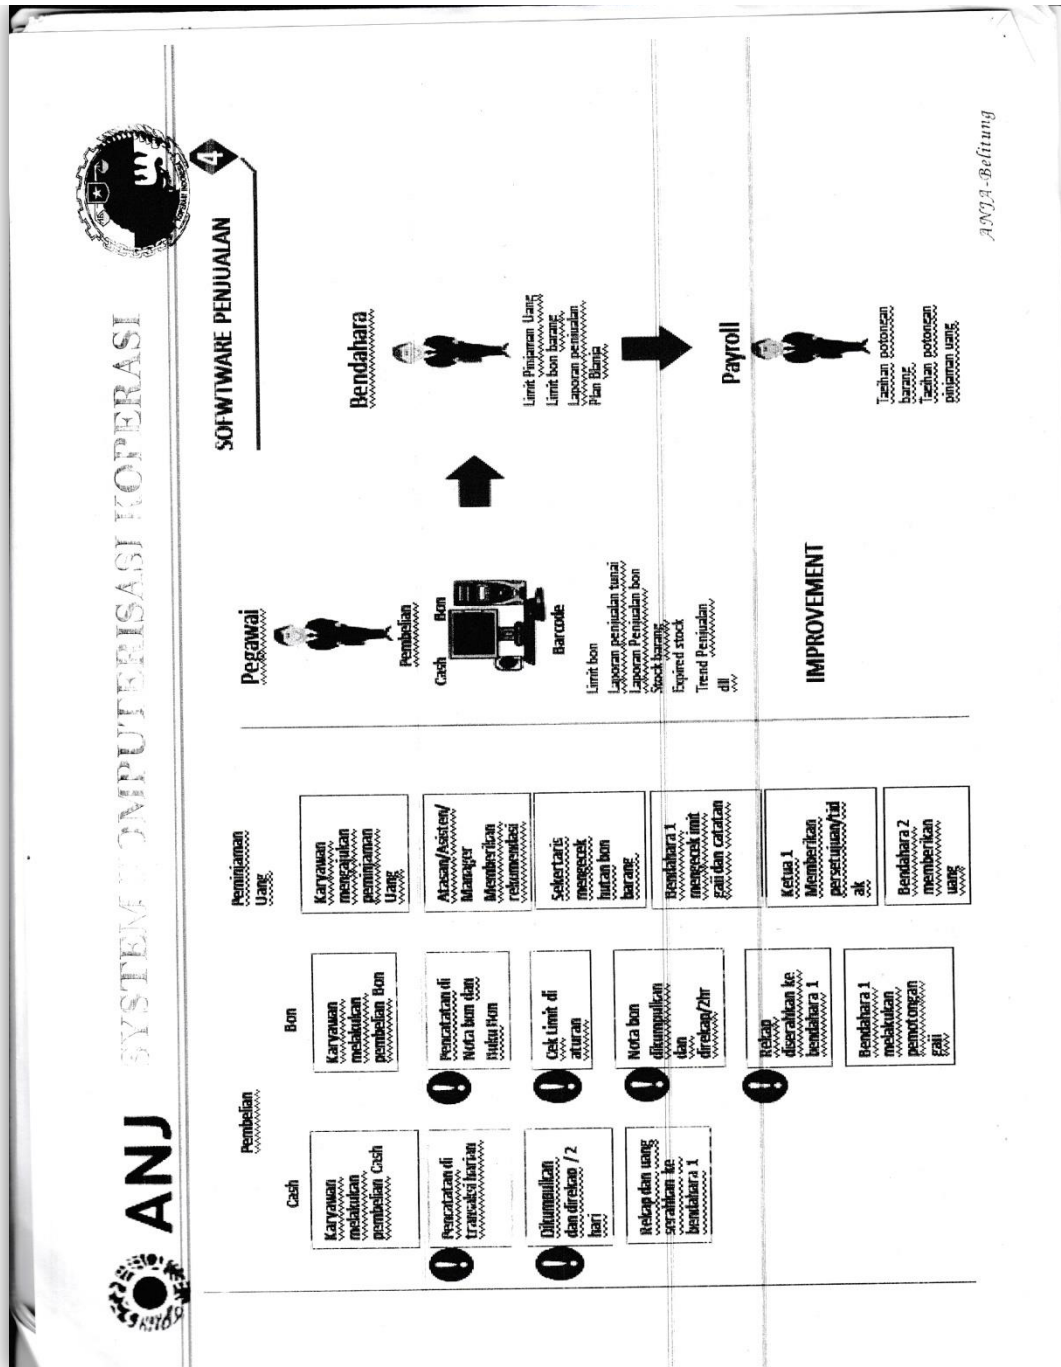 ANJ
SYSTEM KOMPUTERISASI KOPERASI
4
SOFWTWARE PENJUALAN
Pembelian
Cash
Karyawan
melakukan
pembelian Cash
Pencatatan di
transaksi harian
Dikumpulkan
dan direkap / 2
hari
Rekap dan uang
serahkan ke
bendahara 1
Bon
Karyawan
melakukan
pembelian Bon
Pencatatan di
Nota bon dan
Buku Bon
Cek Limit di
aturan
Nota bon
dikumpulkan
dan
direkap/2hr
Rekap
diserahkan ke
bendahara 1
Bendahara 1
melakukan
pemotongan
gaji
Peminjaman
Uang
Karyawan
mengajukan
peminjaman
Uang
Atasan/Asisten/
Manager
Memberikan
rekumendasi
Sekertaris
mengecek
hutan bon
barang
Bendahara 1
mengecek imit
gaji dan catatan
Ketua 1
Memberikan
persetujuan/tid
ak
Bendahara 2
memberikan
uang
Pegawai
Pembelian
Cash Bon
Barcode
Limit bon
Laporan penjualan tunai
Laporan Penjualan bon
Stock barang
Expired stock
Trend Penjualan
dll
IMPROVEMENT
Bendahara
Limit Pinjaman Uang
Limit bon barang
Laporan penjualan
Plan Blanja
Payroll
Tagihan potongan
barang
Tagihan potongan
pinjaman uang
ANJA-Belitung